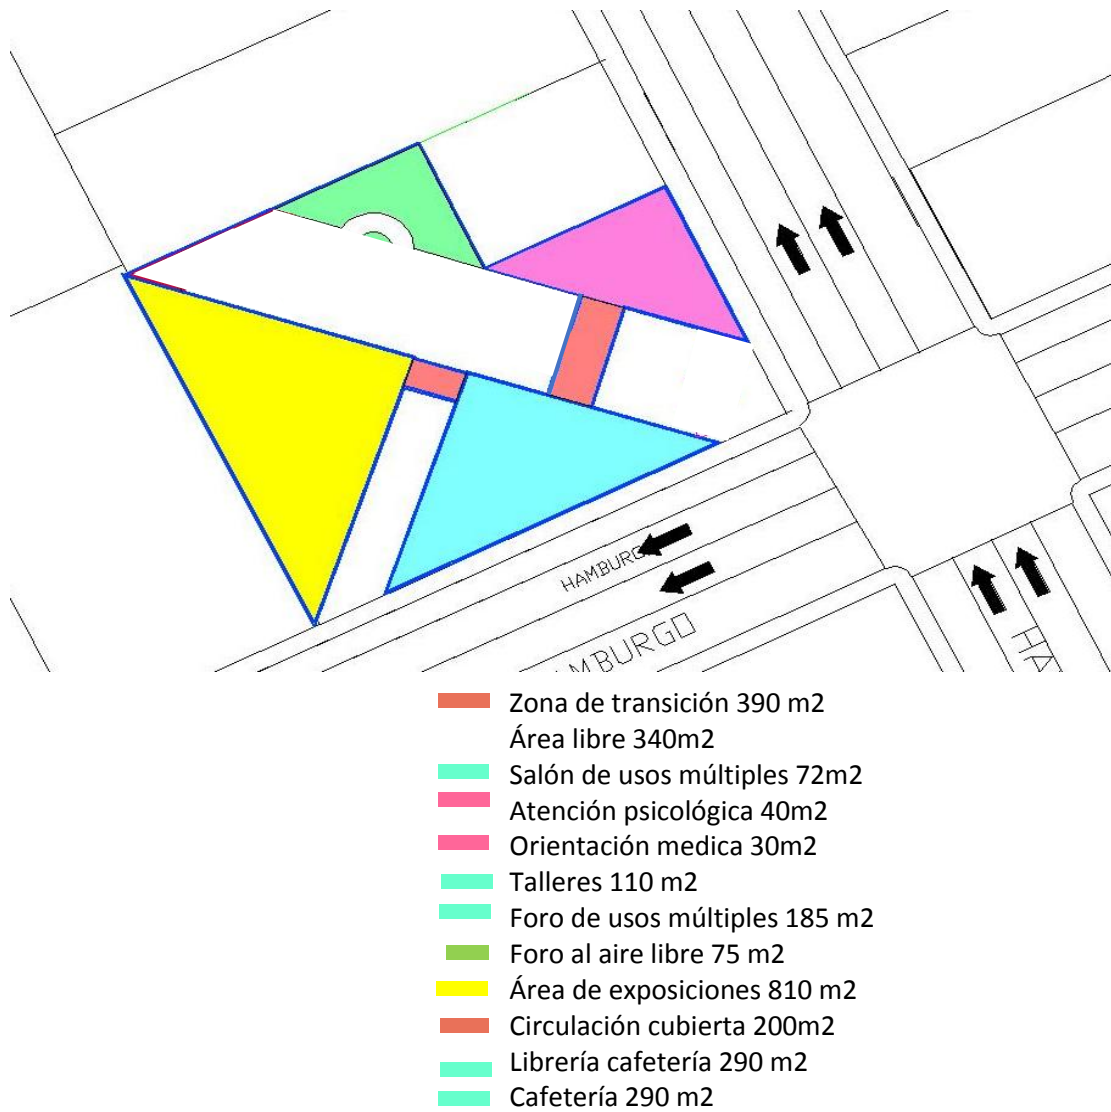 HAMBURGO
MBURGO
HA
Zona de transición 390 m2
Área libre 340m2
Salón de usos múltiples 72m2
Atención psicológica 40m2
Orientación medica 30m2
Talleres 110 m2
Foro de usos múltiples 185 m2
Foro al aire libre 75 m2
Área de exposiciones 810 m2
Circulación cubierta 200m2
Librería cafetería 290 m2
Cafetería 290 m2